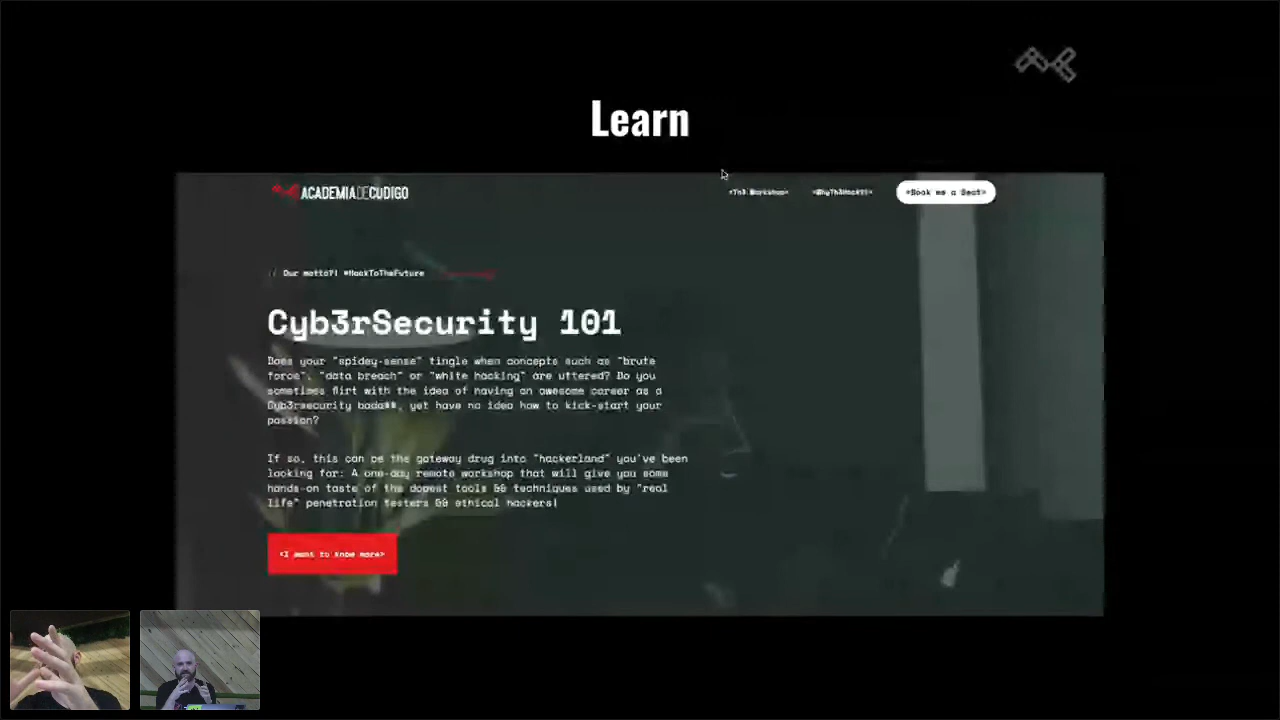 Learn
ACADEMIADECUDIGO
<Th3 Workshop> <WhyTh3Hack?!> <Book me a Seat>
// Our motto?! #HackToTheFuture
Cyb3rSecurity 101
Does your "spidey-sense" tingle when concepts such as "brute
force", "data breach" or "white hacking" are uttered? Do you
sometimes flirt with the idea of having an awesome career as a
Cyb3rsecurity bada**, yet have no idea how to kick-start your
passion?
If so, this can be the gateway drug into "hackerland" you've been
looking for: A one-day remote workshop that will give you some
hands-on taste of the dopest tools && techniques used by "real
life" penetration testers && ethical hackers!
<I want to know more>